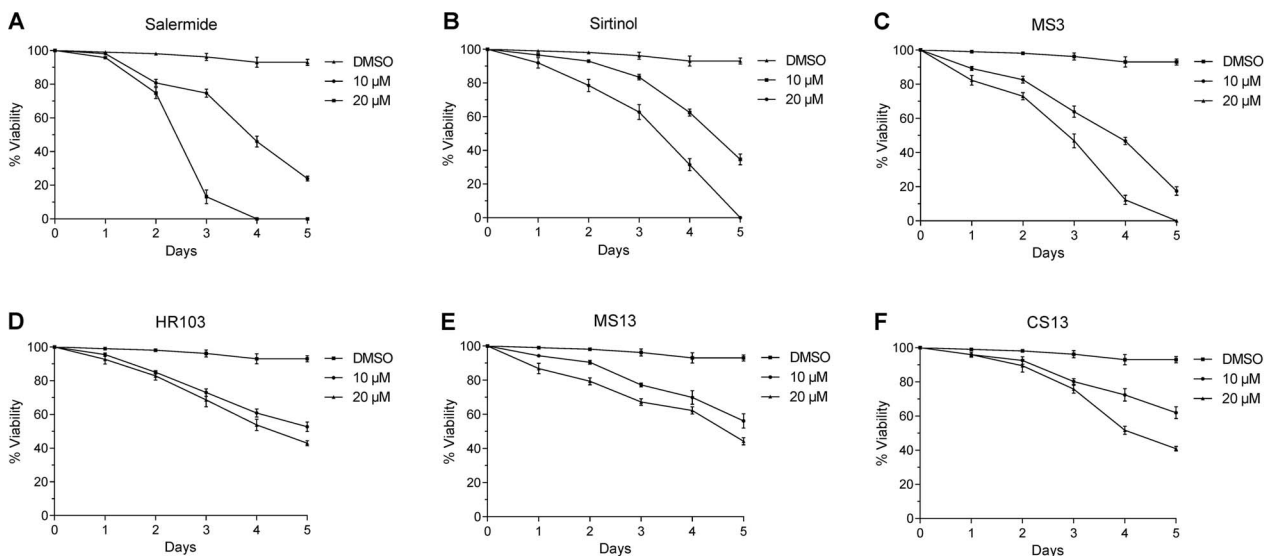 A
Salermide
% Viability
100
80
60
40
20
0
0 1 2 3 4 5
Days
DMSO
10 µM
20 µM
B
Sirtinol
% Viability
100
80
60
40
20
0
0 1 2 3 4 5
Days
DMSO
10 µM
20 µM
C
MS3
% Viability
100
80
60
40
20
0
0 1 2 3 4 5
Days
DMSO
10 µM
20 µM
D
HR103
% Viability
100
80
60
40
20
0
0 1 2 3 4 5
Days
DMSO
10 µM
20 µM
E
MS13
% Viability
100
80
60
40
20
0
0 1 2 3 4 5
Days
DMSO
10 µM
20 µM
F
CS13
% Viability
100
80
60
40
20
0
0 1 2 3 4 5
Days
DMSO
10 µM
20 µM